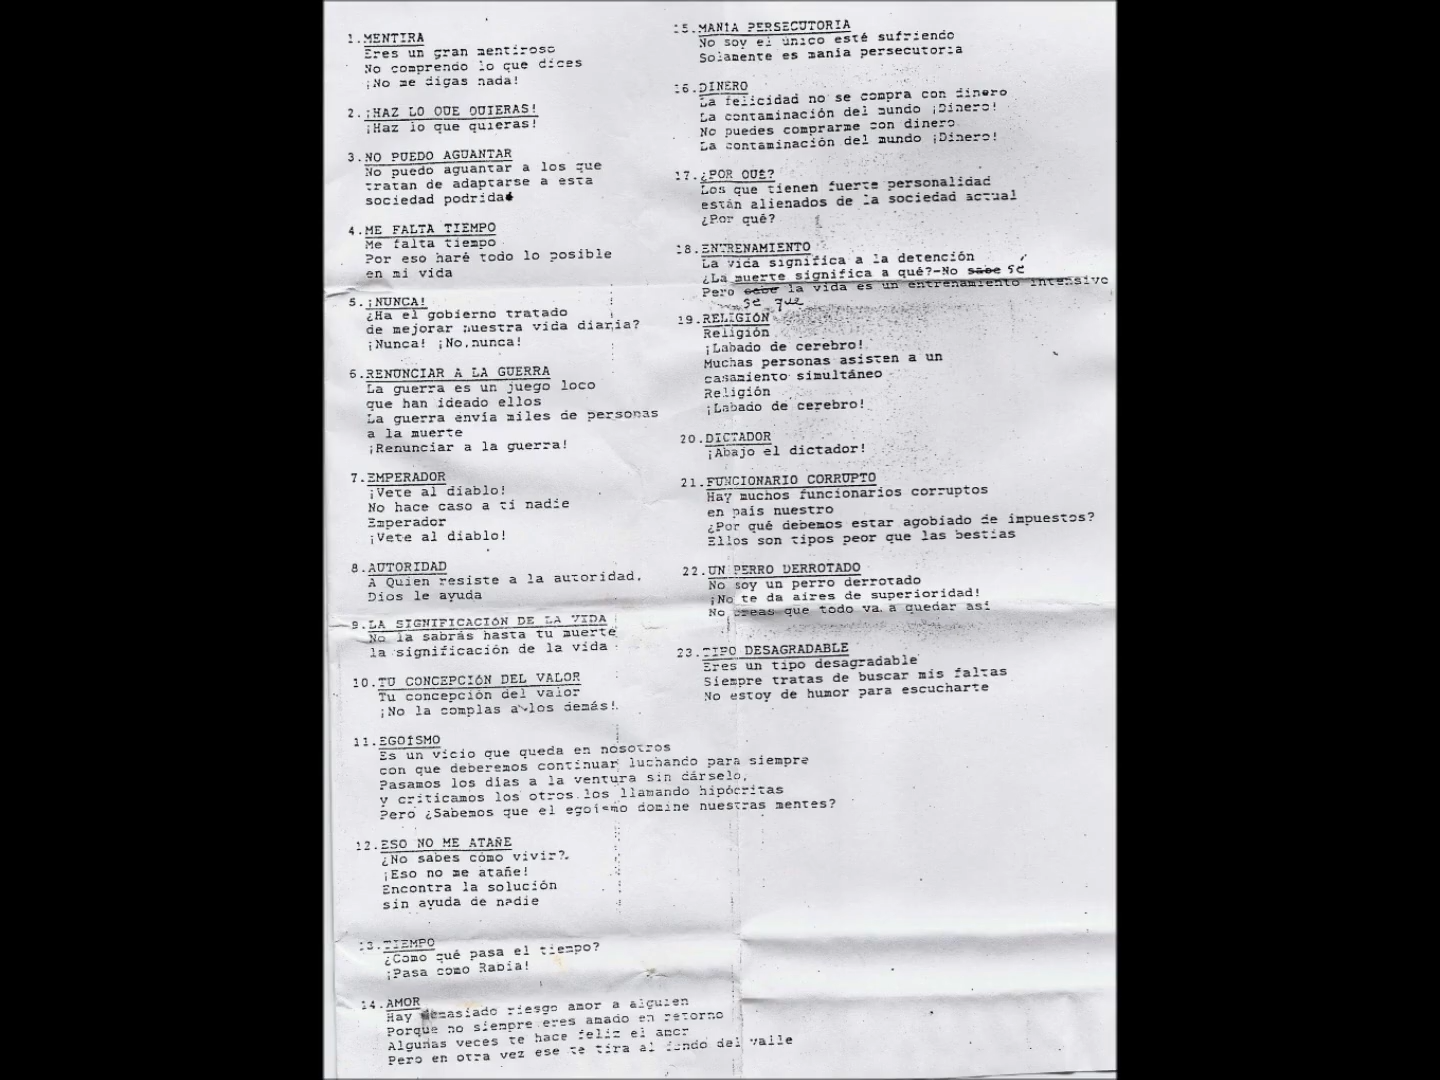 1.MENTIRA
Eres un gran mentiroso
No comprendo lo que dices
¡No me digas nada!
2.¡HAZ LO QUE QUIERAS!
¡Haz lo que quieras!
3.NO PUEDO AGUANTAR
No puedo aguantar a los que
tratan de adaptarse a esta
sociedad podrida
4.ME FALTA TIEMPO
Me falta tiempo
Por eso haré todo lo posible
en mi vida
5.¡NUNCA!
¿Ha el gobierno tratado
de mejorar nuestra vida diaria?
¡Nunca! ¡No,nunca!
6.RENUNCIAR A LA GUERRA
La guerra es un juego loco
que han ideado ellos
La guerra envía miles de personas
a la muerte
¡Renunciar a la guerra!
7.EMPERADOR
¡Vete al diablo!
No hace caso a ti nadie
Emperador
¡Vete al diablo!
8.AUTORIDAD
A Quien resiste a la autoridad,
Dios le ayuda
9.LA SIGNIFICACIÓN DE LA VIDA
No la sabrás hasta tu muerte
la significación de la vida
10.TU CONCEPCIÓN DEL VALOR
Tu concepción del valor
¡No la complas a los demás!
11.EGOÍSMO
Es un vicio que queda en nosotros
con que deberemos continuar luchando para siempre
Pasamos los días a la ventura sin dárselo,
y criticamos los otros los llamando hipócritas
Pero ¿Sabemos que el egoísmo domine nuestras mentes?
12.ESO NO ME ATAÑE
¿No sabes cómo vivir?
¡Eso no me atañe!
Encontra la solución
sin ayuda de nadie
13.TIEMPO
¿Como qué pasa el tiempo?
¡Pasa como Rabia!
14.AMOR
Hay demasiado riesgo amor a alguien
Porque no siempre eres amado en retorno
Algunas veces te hace feliz el amor
Pero en otra vez ese te tira al fondo del valle
15.MANÍA PERSECUTORIA
No soy el único esté sufriendo
Solamente es manía persecutoria
16.DINERO
La felicidad no se compra con dinero
La contaminación del mundo ¡Dinero!
No puedes comprarme con dinero
La contaminación del mundo ¡Dinero!
17.¿POR QUÉ?
Los que tienen fuerte personalidad
están alienados de la sociedad actual
¿Por qué?
18.ENTRENAMIENTO
La vida significa a la detención
¿La muerte significa a qué?-No sabe sé
Pero sabe la vida es un entrenamiento intensivo
se que
19.RELIGIÓN
Religión
¡Labado de cerebro!
Muchas personas asisten a un
casamiento simultáneo
Religión
¡Labado de cerebro!
20.DICTADOR
¡Abajo el dictador!
21.FUNCIONARIO CORRUPTO
Hay muchos funcionarios corruptos
en país nuestro
¿Por qué debemos estar agobiado de impuestos?
Ellos son tipos peor que las bestias
22.UN PERRO DERROTADO
No soy un perro derrotado
¡No te da aires de superioridad!
No creas que todo va a quedar así
23.TIPO DESAGRADABLE
Eres un tipo desagradable
Siempre tratas de buscar mis faltas
No estoy de humor para escucharte